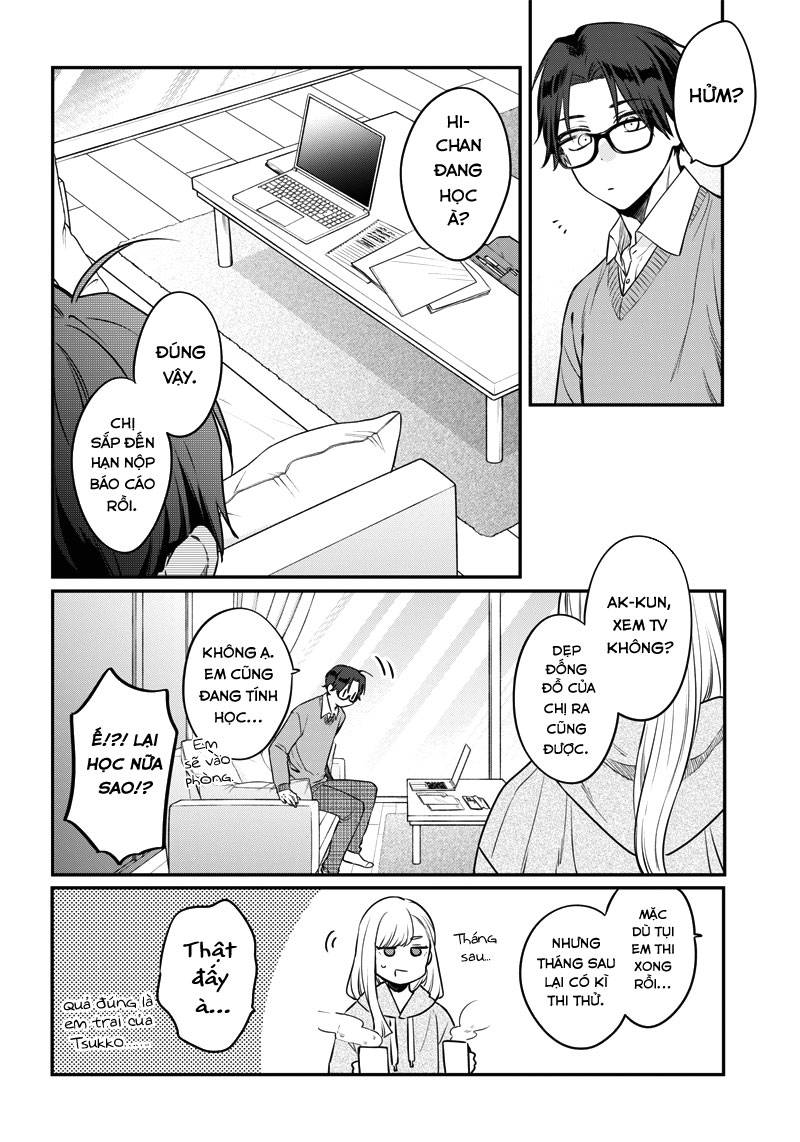 HỬM?
HI-
CHAN
ĐANG
HỌC
À?
ĐÚNG
VẬY.
CHỊ
SẮP ĐẾN
HẠN NỘP
BÁO CÁO
RỒI.
AK-KUN,
XEM TV
KHÔNG?
DẸP
ĐỐNG
ĐỒ CỦA
CHỊ RA
CŨNG
ĐƯỢC.
KHÔNG Ạ.
EM CŨNG
ĐANG TÍNH
HỌC...
Em
sẽ vào
phòng.
Ế!?! LẠI
HỌC NỮA
SAO!?
MẶC
DÙ TỤI
EM THI
XONG
RỒI...
NHƯNG
THÁNG SAU
LẠI CÓ KÌ
THI THỬ.
Tháng
sau...
Thật
đấy
à...
Quả đúng là
em trai của
Tsukko......